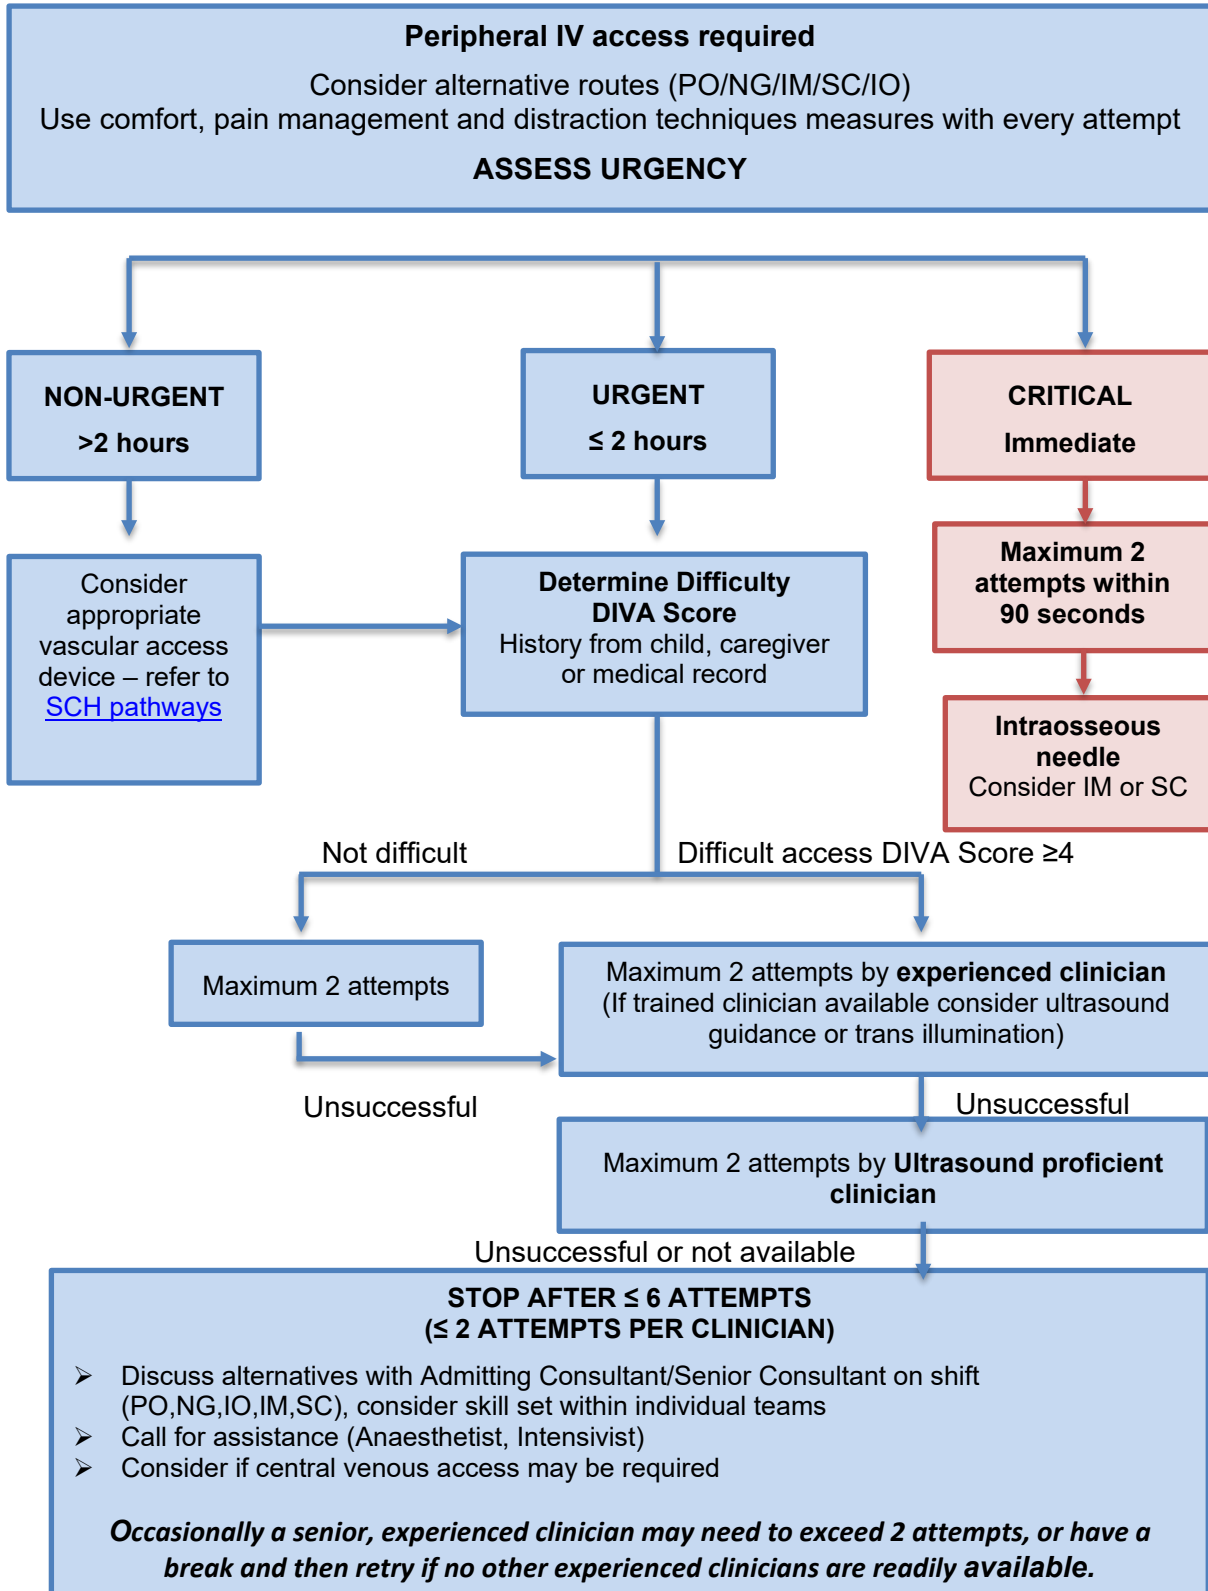 Peripheral IV access required
Consider alternative routes (PO/NG/IM/SC/IO)
Use comfort, pain management and distraction techniques measures with every attempt
ASSESS URGENCY
NON-URGENT
>2 hours
URGENT
≤ 2 hours
CRITICAL
Immediate
Consider
appropriate
vascular access
device – refer to
SCH pathways
Determine Difficulty
DIVA Score
History from child, caregiver
or medical record
Maximum 2
attempts within
90 seconds
Intraosseous
needle
Consider IM or SC
Not difficult
Difficult access DIVA Score ≥4
Maximum 2 attempts
Maximum 2 attempts by experienced clinician
(If trained clinician available consider ultrasound
guidance or trans illumination)
Unsuccessful
Unsuccessful
Maximum 2 attempts by Ultrasound proficient
clinician
Unsuccessful or not available
STOP AFTER ≤ 6 ATTEMPTS
(≤ 2 ATTEMPTS PER CLINICIAN)
➢ Discuss alternatives with Admitting Consultant/Senior Consultant on shift
(PO,NG,IO,IM,SC), consider skill set within individual teams
➢ Call for assistance (Anaesthetist, Intensivist)
➢ Consider if central venous access may be required
Occasionally a senior, experienced clinician may need to exceed 2 attempts, or have a
break and then retry if no other experienced clinicians are readily available.